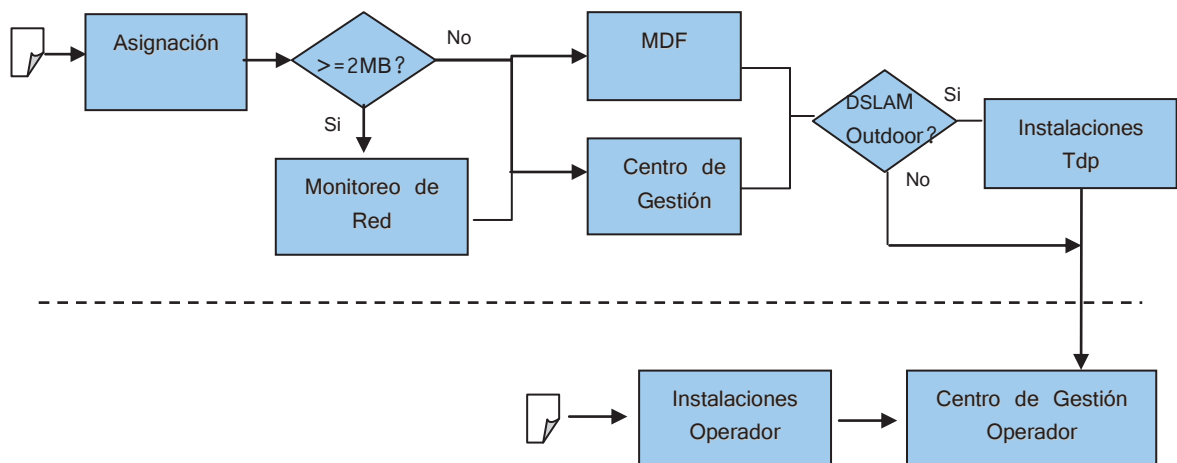 Asignación
>=2MB?
No
Si
Monitoreo de
Red
MDF
Centro de
Gestión
DSLAM
Outdoor?
Si
No
Instalaciones
Tdp
Instalaciones
Operador
Centro de Gestión
Operador